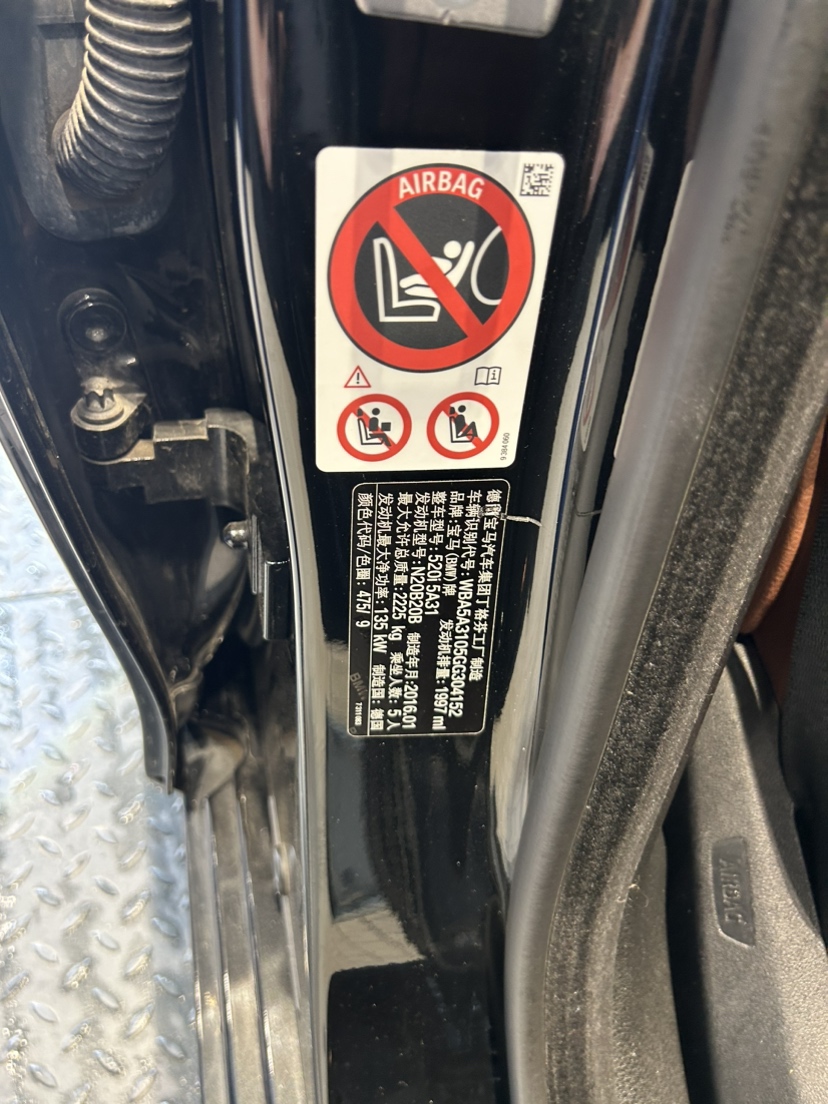 AIRBAG
9 384 060
德国宝马汽车集团丁格芬工厂 制造
车辆识别代号: WBA5A3105GG304152
品牌:宝马(BMW)牌 发动机排量:1997 ml
整车型号:520i 5A31
发动机型号:N20B20B 制造年月:2016.01
最大允许总质量:2225 kg 乘坐人数: 5人
发动机最大净功率:135 kW 制造国:德国
颜色代码/色圈: 475/ 9
AIRBAG